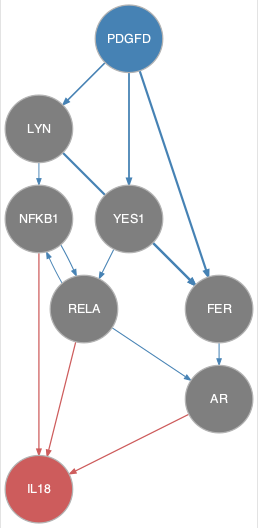 PDGFD
LYN
NFKB1
YES1
RELA
FER
AR
IL18